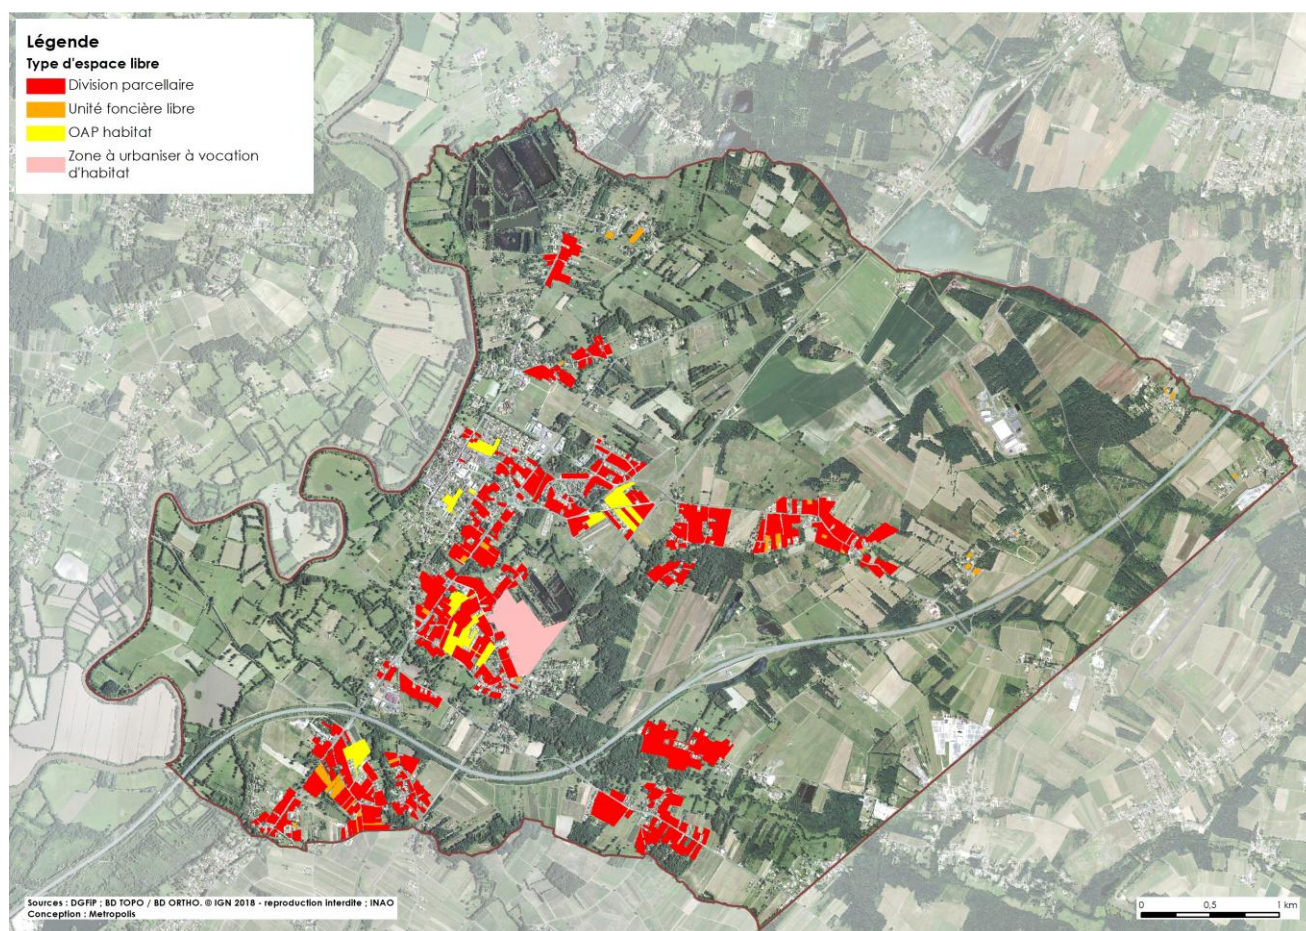 Légende
Type d'espace libre
Division parcellaire
Unité foncière libre
OAP habitat
Zone à urbaniser à vocation
d'habitat
Sources : DGFiP ; BD TOPO / BD ORTHO. © IGN 2018 - reproduction interdite ; INAO
Conception : Metropolis
0 0,5 1 km